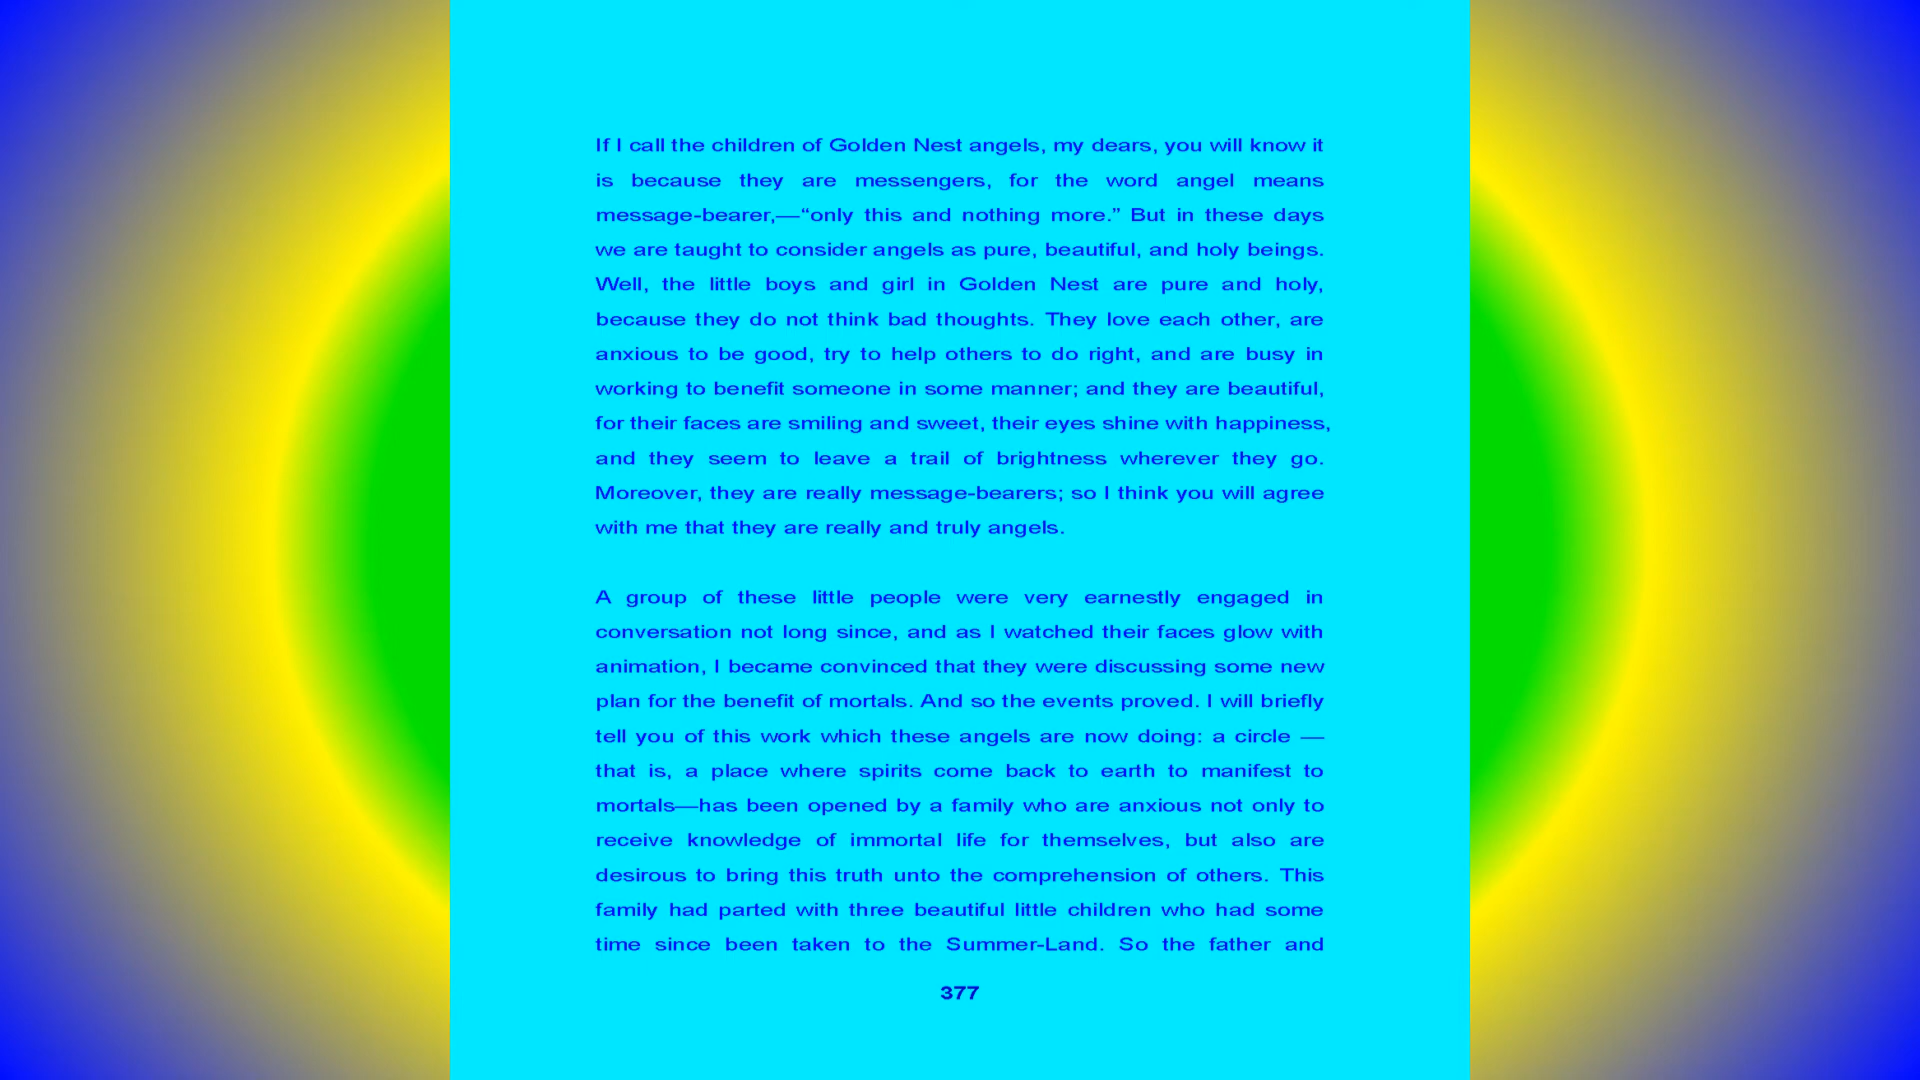 If I call the children of Golden Nest angels, my dears, you will know it
is because they are messengers, for the word angel means
message-bearer,—“only this and nothing more.” But in these days
we are taught to consider angels as pure, beautiful, and holy beings.
Well, the little boys and girl in Golden Nest are pure and holy,
because they do not think bad thoughts. They love each other, are
anxious to be good, try to help others to do right, and are busy in
working to benefit someone in some manner; and they are beautiful,
for their faces are smiling and sweet, their eyes shine with happiness,
and they seem to leave a trail of brightness wherever they go.
Moreover, they are really message-bearers; so I think you will agree
with me that they are really and truly angels.
A group of these little people were very earnestly engaged in
conversation not long since, and as I watched their faces glow with
animation, I became convinced that they were discussing some new
plan for the benefit of mortals. And so the events proved. I will briefly
tell you of this work which these angels are now doing: a circle —
that is, a place where spirits come back to earth to manifest to
mortals—has been opened by a family who are anxious not only to
receive knowledge of immortal life for themselves, but also are
desirous to bring this truth unto the comprehension of others. This
family had parted with three beautiful little children who had some
time since been taken to the Summer-Land. So the father and
377